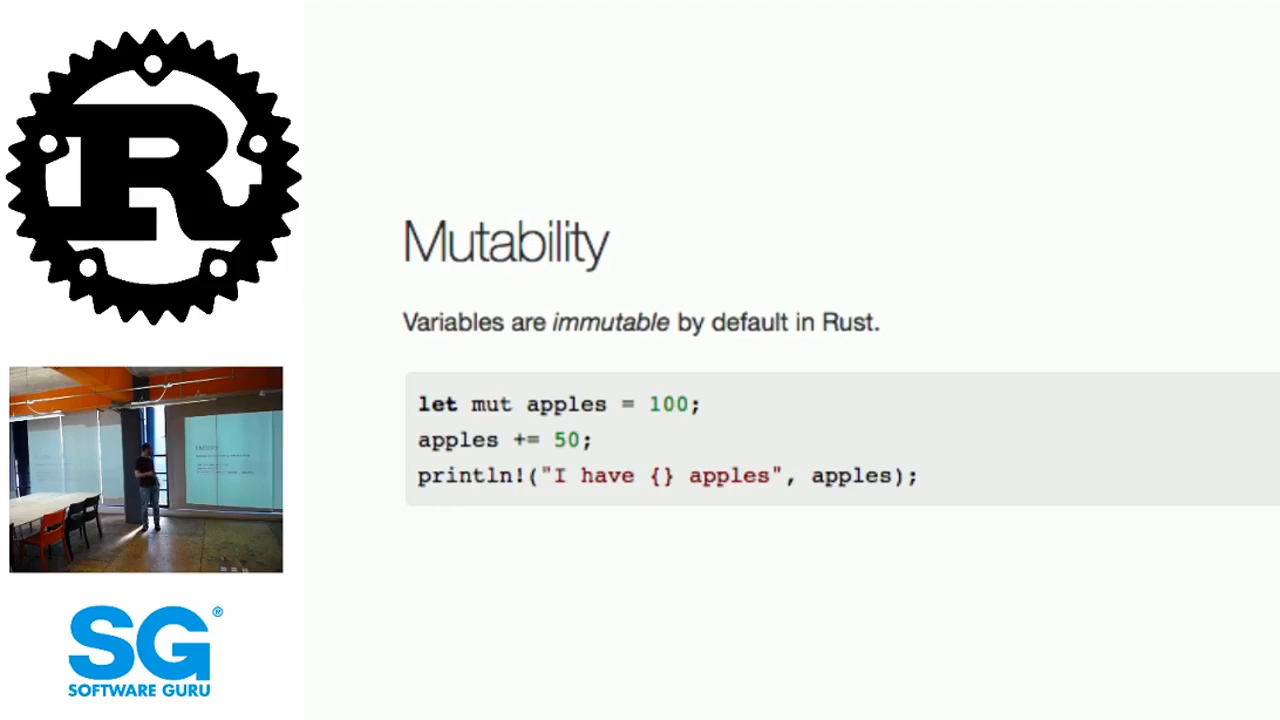 R
Mutability
Variables are immutable by default in Rust.
let mut apples = 100;
apples += 50;
println!("I have {} apples", apples);
SG®
SOFTWARE GURU